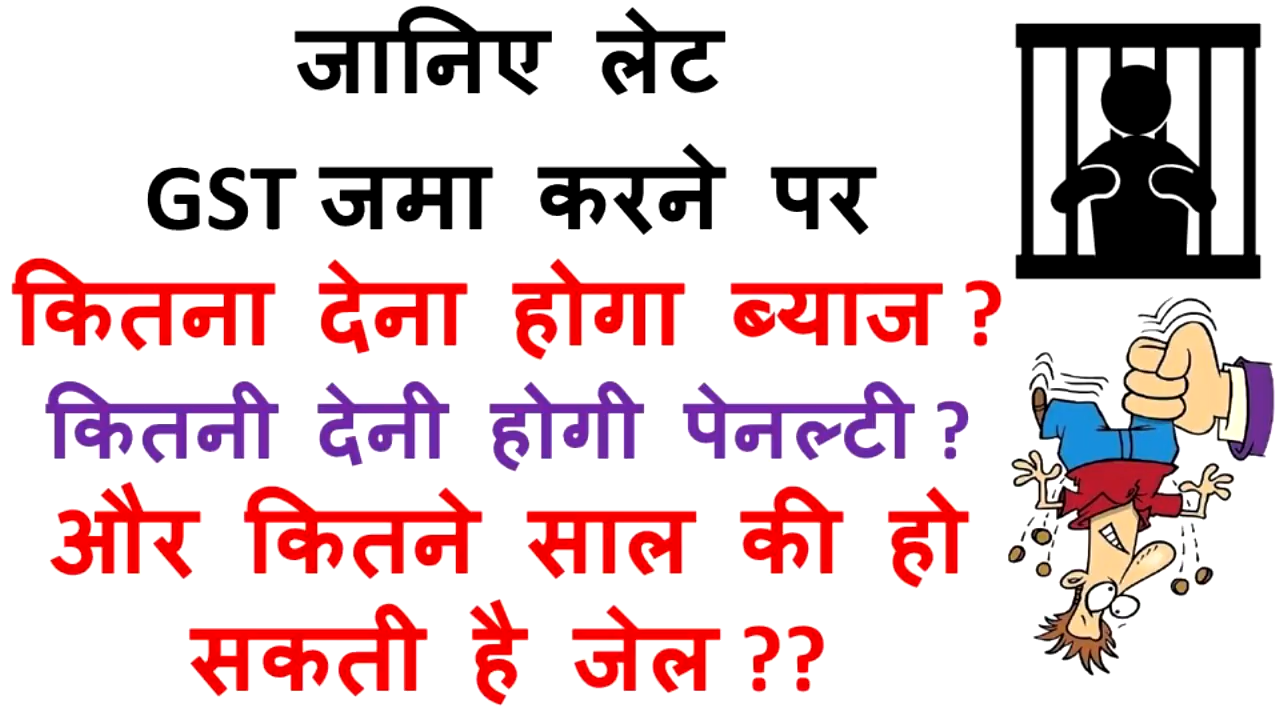 जानिए लेट
GST जमा करने पर
कितना देना होगा ब्याज ?
कितनी देनी होगी पेनल्टी ?
और कितने साल की हो
सकती है जेल ??